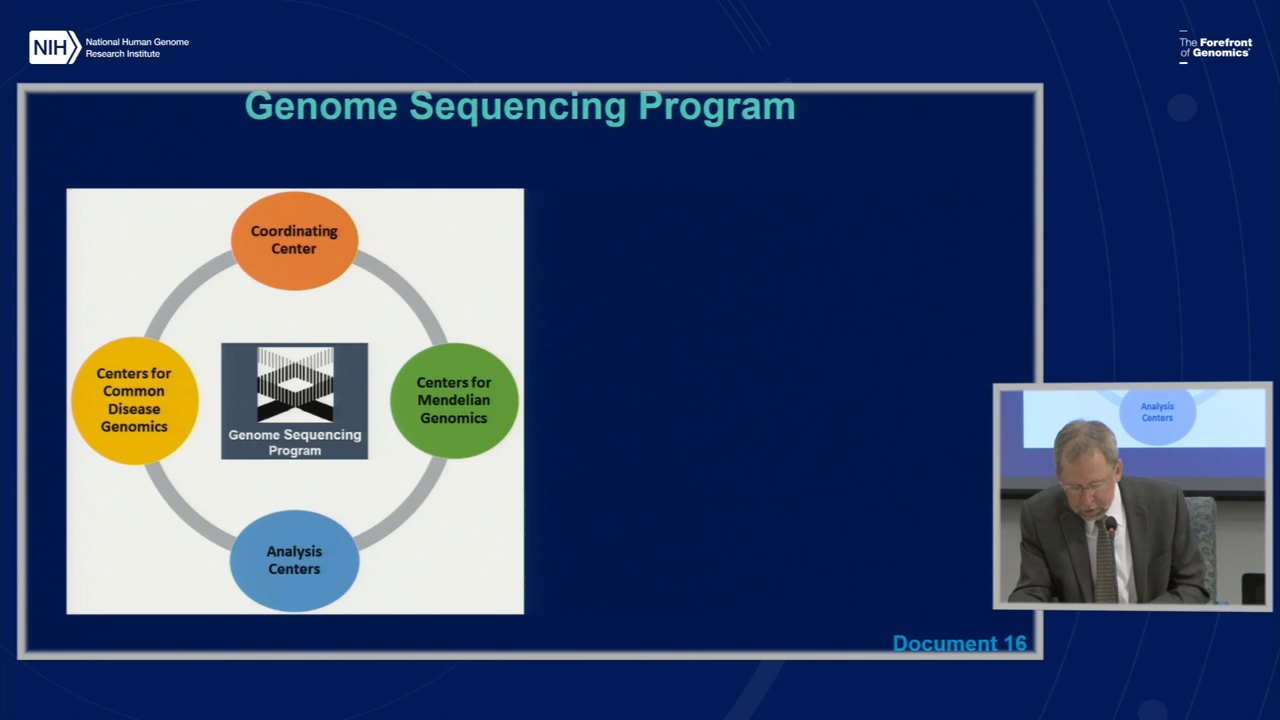 NIH
National Human Genome
Research Institute
The Forefront
of Genomics®
Genome Sequencing Program
Coordinating
Center
Centers for
Common
Disease
Genomics
Centers for
Mendelian
Genomics
Genome Sequencing
Program
Analysis
Centers
Analysis
Centers
Document 16